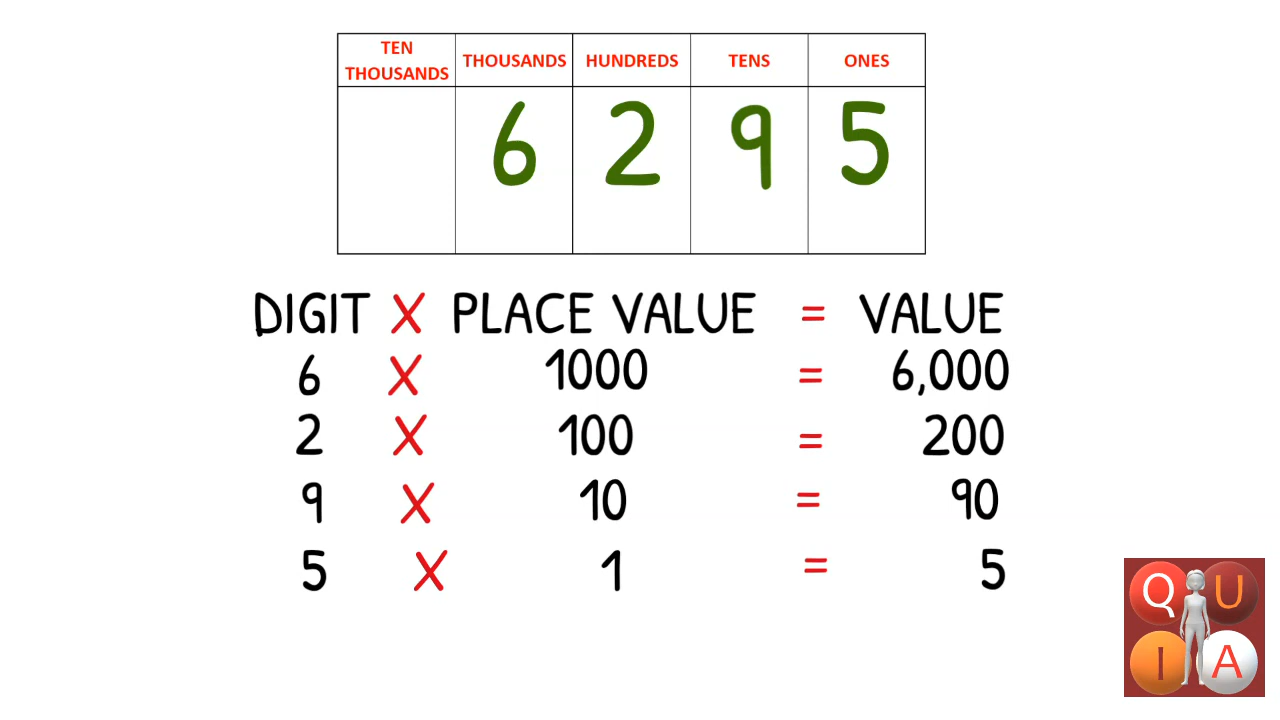 TEN THOUSANDS THOUSANDS HUNDREDS TENS ONES
6 2 9 5
DIGIT X PLACE VALUE = VALUE
6 X 1000 = 6,000
2 X 100 = 200
9 X 10 = 90
5 X 1 = 5
Q U
I A